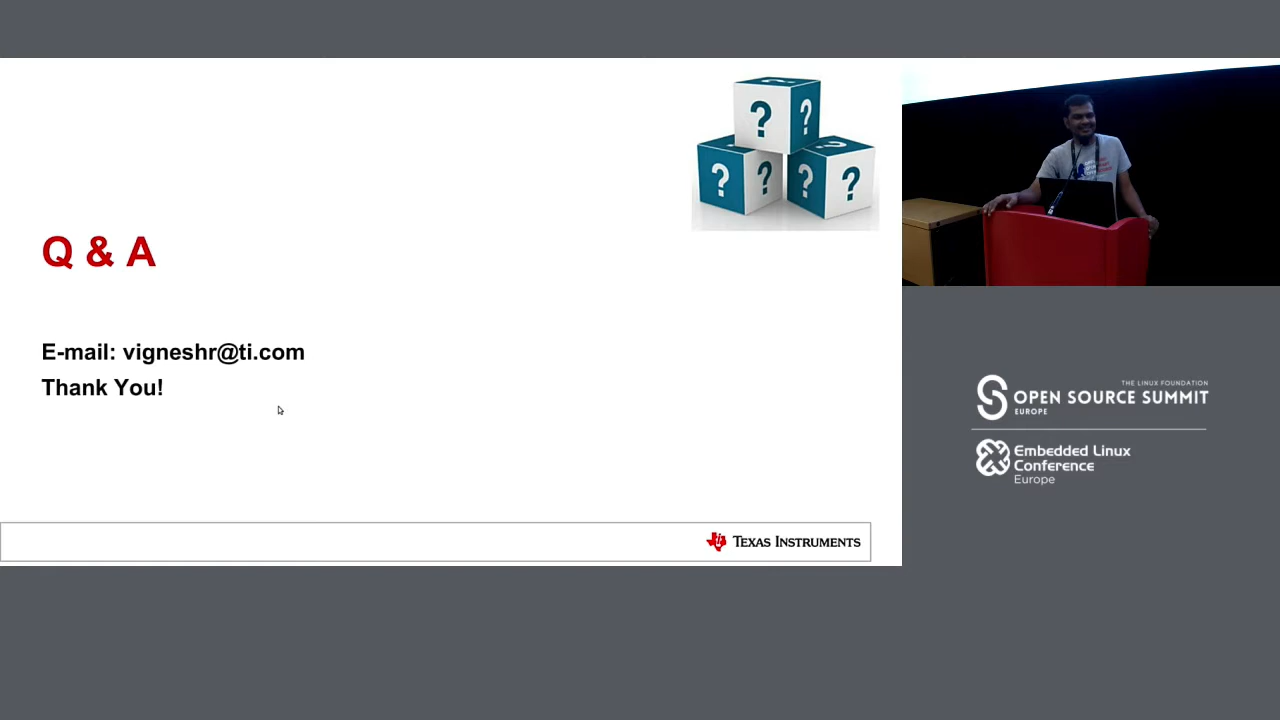 ? ?
? ? ? ?
Q & A
E-mail: vigneshr@ti.com
Thank You!
TEXAS INSTRUMENTS
THE LINUX FOUNDATION
OPEN SOURCE SUMMIT
EUROPE
Embedded Linux
Conference
Europe